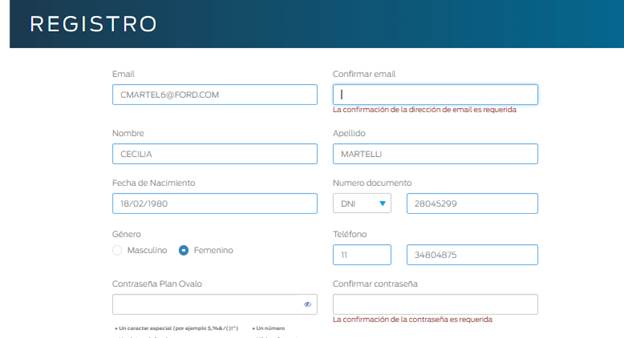 REGISTRO
Email Confirmar email
CMARTEL6@FORD.COM
La confirmación de la dirección de email es requerida
Nombre Apellido
CECILIA MARTELLI
Fecha de Nacimiento Numero documento
18/02/1980 DNI 28045299
Género Teléfono
Masculino Femenino 11 34804875
Contraseña Plan Ovalo Confirmar contraseña
La confirmación de la contraseña es requerida
• Un caracter especial (por ejemplo • Un número